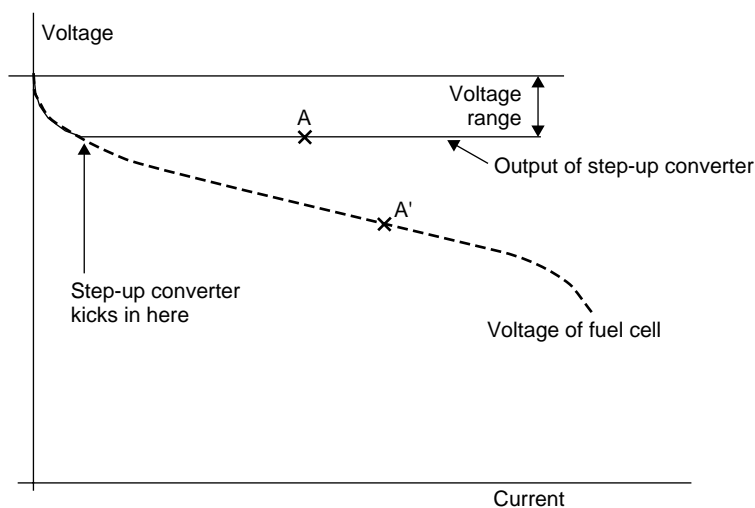 Voltage
Voltage
range
A
Output of step-up converter
A'
Step-up converter
kicks in here
Voltage of fuel cell
Current